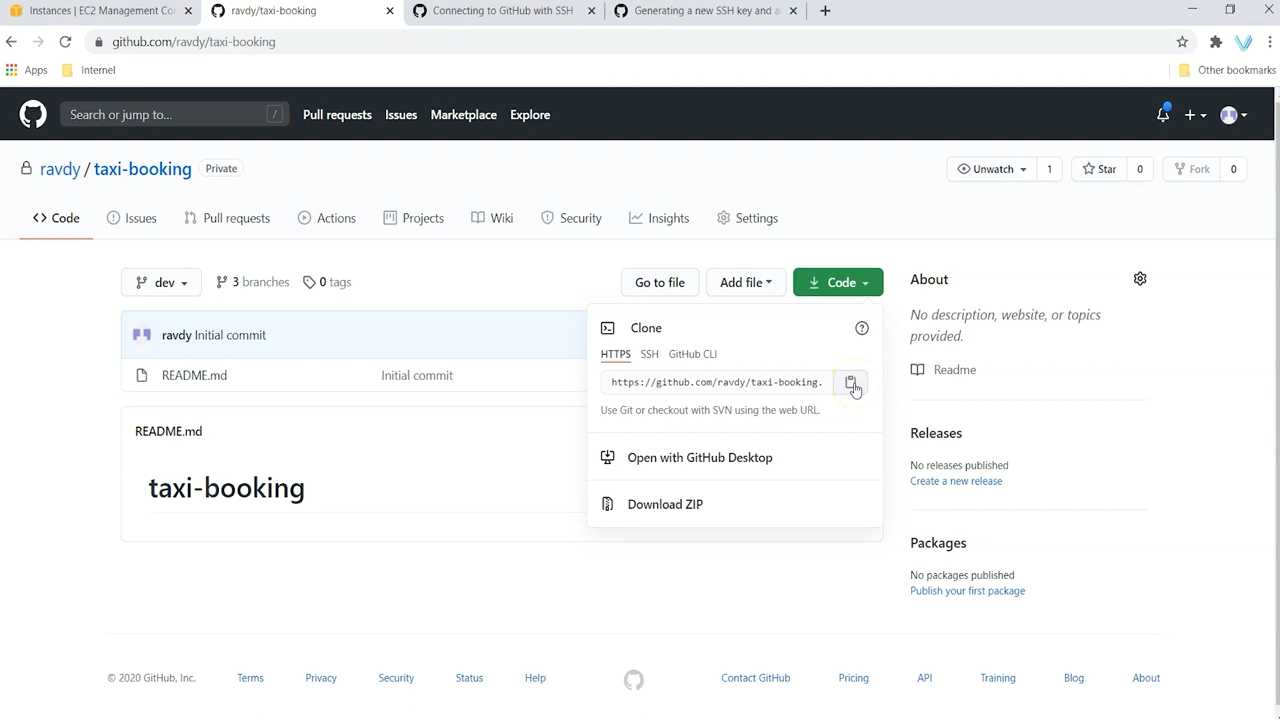 Instances | EC2 Management Co
ravdy/taxi-booking
Connecting to GitHub with SSH
Generating a new SSH key and a
github.com/ravdy/taxi-booking
Apps
Internet
Other bookmarks
Search or jump to...
/
Pull requests
Issues
Marketplace
Explore
ravdy / taxi-booking
Private
Unwatch
1
Star
0
Fork
0
Code
Issues
Pull requests
Actions
Projects
Wiki
Security
Insights
Settings
dev
3 branches
0 tags
Go to file
Add file
Code
About
No description, website, or topics
provided.
Readme
ravdy Initial commit
README.md
Initial commit
README.md
taxi-booking
Clone
HTTPS
SSH
GitHub CLI
https://github.com/ravdy/taxi-booking.
Use Git or checkout with SVN using the web URL.
Open with GitHub Desktop
Download ZIP
Releases
No releases published
Create a new release
Packages
No packages published
Publish your first package
© 2020 GitHub, Inc.
Terms
Privacy
Security
Status
Help
Contact GitHub
Pricing
API
Training
Blog
About